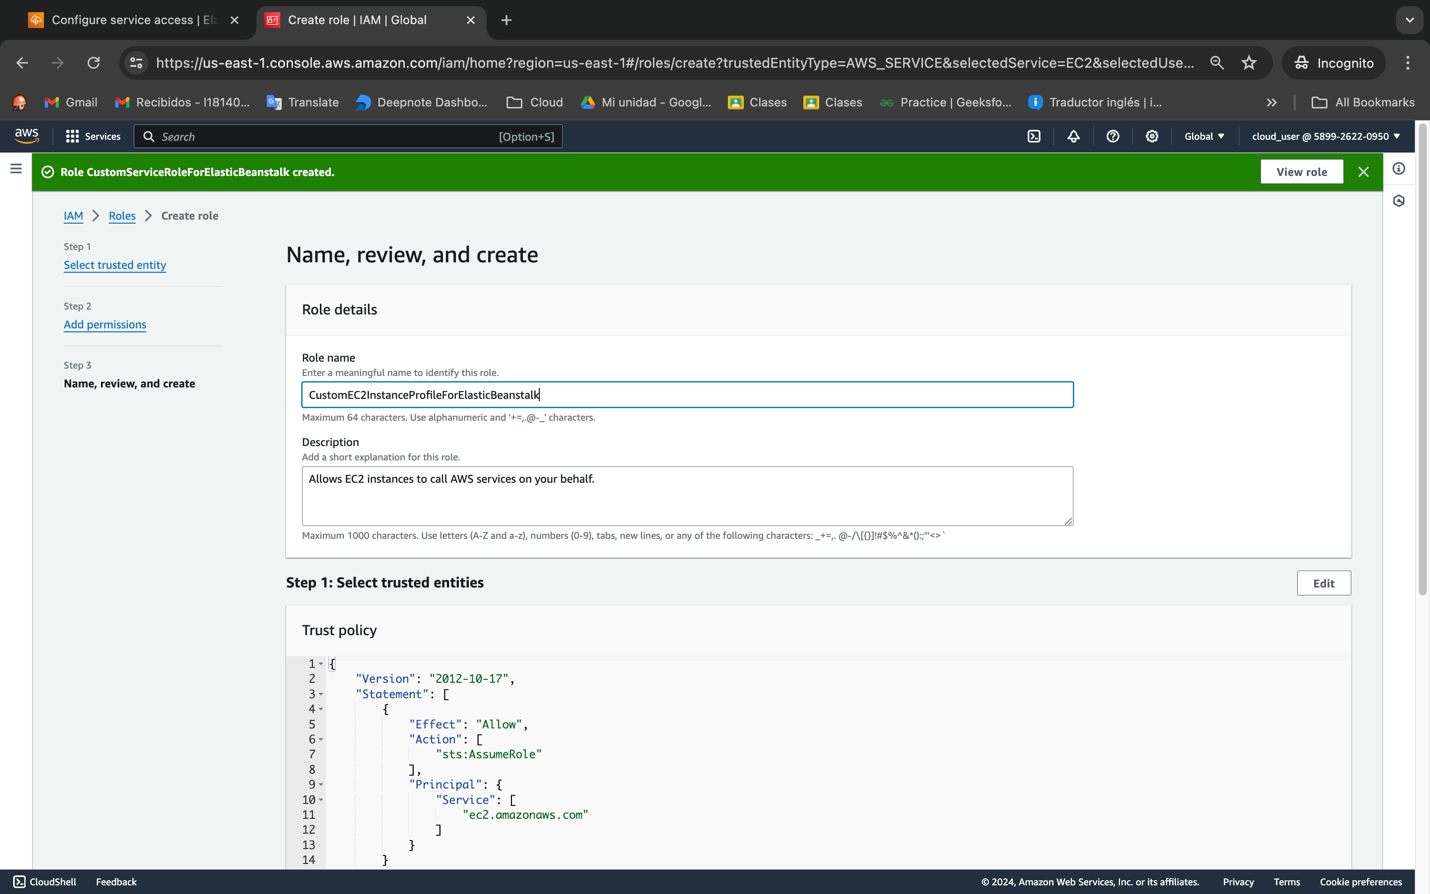 Configure service access | Ela
Create role | IAM | Global
https://us-east-1.console.aws.amazon.com/iam/home?region=us-east-1#/roles/create?trustedEntityType=AWS_SERVICE&selectedService=EC2&selectedUse...
Incognito
Gmail
Recibidos - l18140...
Translate
Deepnote Dashbo...
Cloud
Mi unidad - Googl...
Clases
Clases
Practice | Geeksfo...
Traductor inglés | i...
All Bookmarks
aws
Services
Search
[Option+S]
Global
cloud_user @ 5899-2622-0950
Role CustomServiceRoleForElasticBeanstalk created.
View role
IAM
Roles
Create role
Step 1
Select trusted entity
Step 2
Add permissions
Step 3
Name, review, and create
Name, review, and create
Role details
Role name
Enter a meaningful name to identify this role.
CustomEC2InstanceProfileForElasticBeanstalk
Maximum 64 characters. Use alphanumeric and '+=,.@-_' characters.
Description
Add a short explanation for this role.
Allows EC2 instances to call AWS services on your behalf.
Maximum 1000 characters. Use letters (A-Z and a-z), numbers (0-9), tabs, new lines, or any of the following characters: _+=,. @-/\[{}]!#$%^&*();:"'<>`
Step 1: Select trusted entities
Edit
Trust policy
1 {
2 "Version": "2012-10-17",
3 "Statement": [
4 {
5 "Effect": "Allow",
6 "Action": [
7 "sts:AssumeRole"
8 ],
9 "Principal": {
10 "Service": [
11 "ec2.amazonaws.com"
12 ]
13 }
14 }
CloudShell
Feedback
© 2024, Amazon Web Services, Inc. or its affiliates.
Privacy
Terms
Cookie preferences